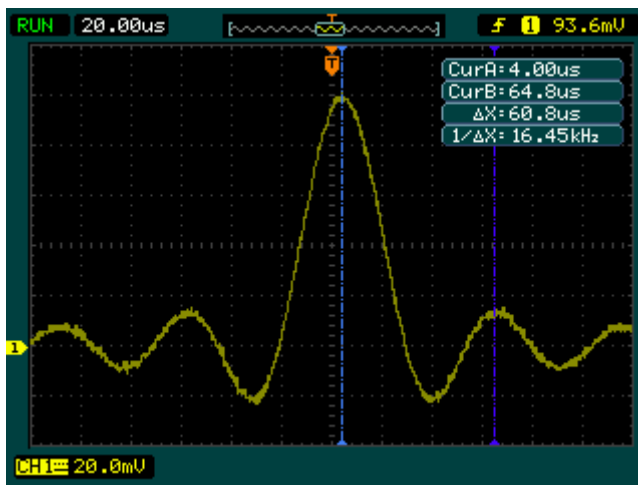 RUN 20.00us T f 1 93.6mV
T
CurA:4.00us
CurB:64.8us
ΔX:60.8us
1/ΔX:16.45kHz
1
CH1 20.0mV